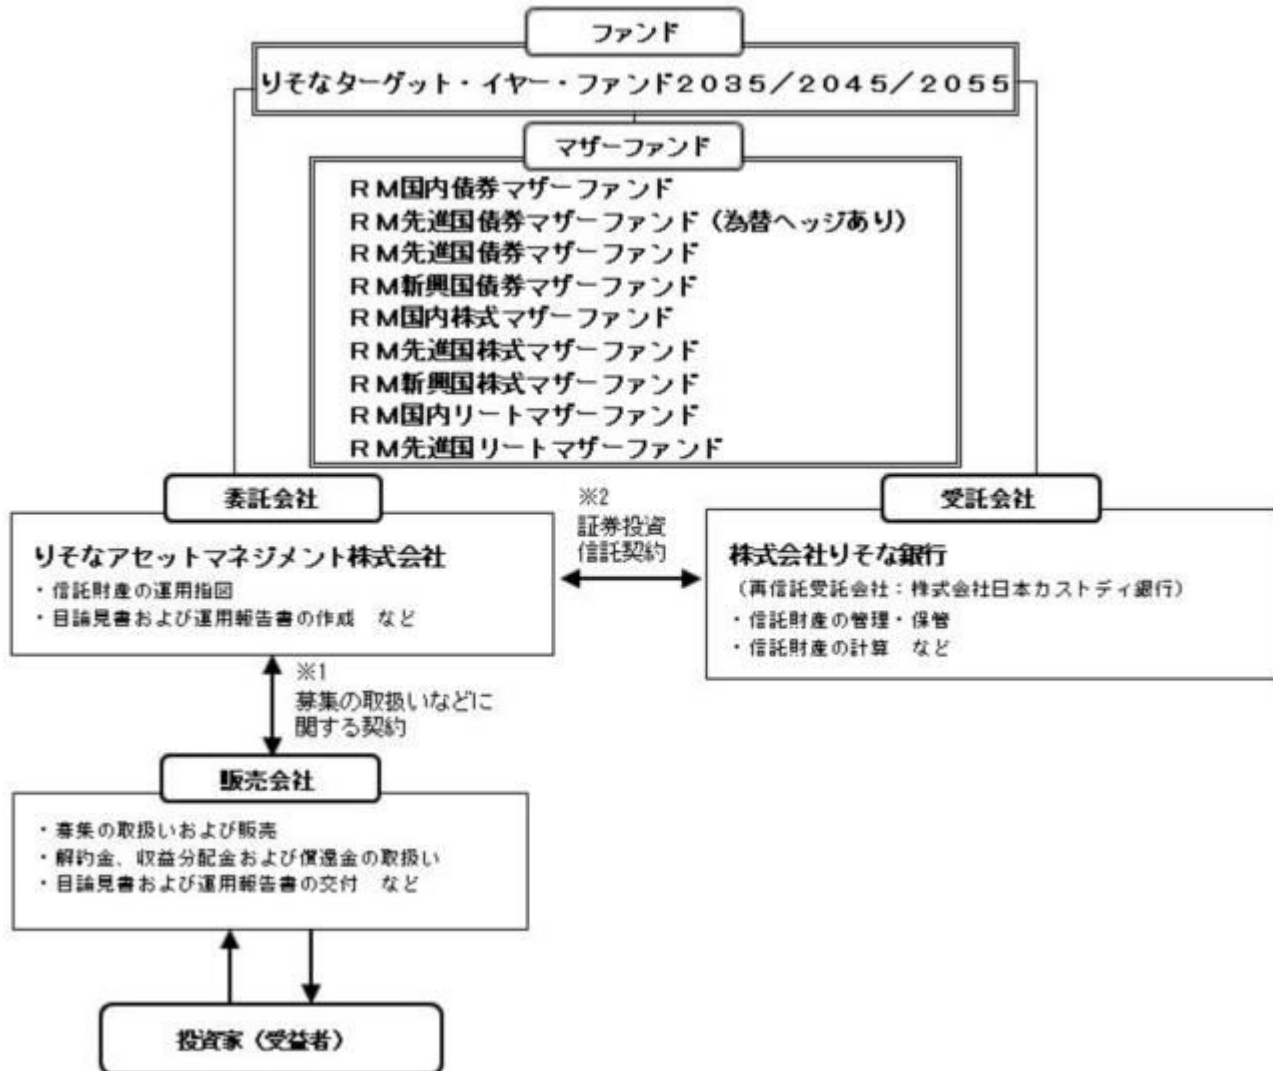 ファンド
りそなターゲット・イヤー・ファンド2035/2045/2055
マザーファンド
RM国内債券マザーファンド
RM先進国債券マザーファンド(為替ヘッジあり)
RM先進国債券マザーファンド
RM新興国債券マザーファンド
RM国内株式マザーファンド
RM先進国株式マザーファンド
RM新興国株式マザーファンド
RM国内リートマザーファンド
RM先進国リートマザーファンド
委託会社
りそなアセットマネジメント株式会社
・信託財産の運用指図
・目論見書および運用報告書の作成 など
※2
証券投資
信託契約
受託会社
株式会社りそな銀行
(再信託受託会社:株式会社日本カストディ銀行)
・信託財産の管理・保管
・信託財産の計算 など
※1
募集の取扱いなどに
関する契約
販売会社
・募集の取扱いおよび販売
・解約金、収益分配金および償還金の取扱い
・目論見書および運用報告書の交付 など
投資家(受益者)